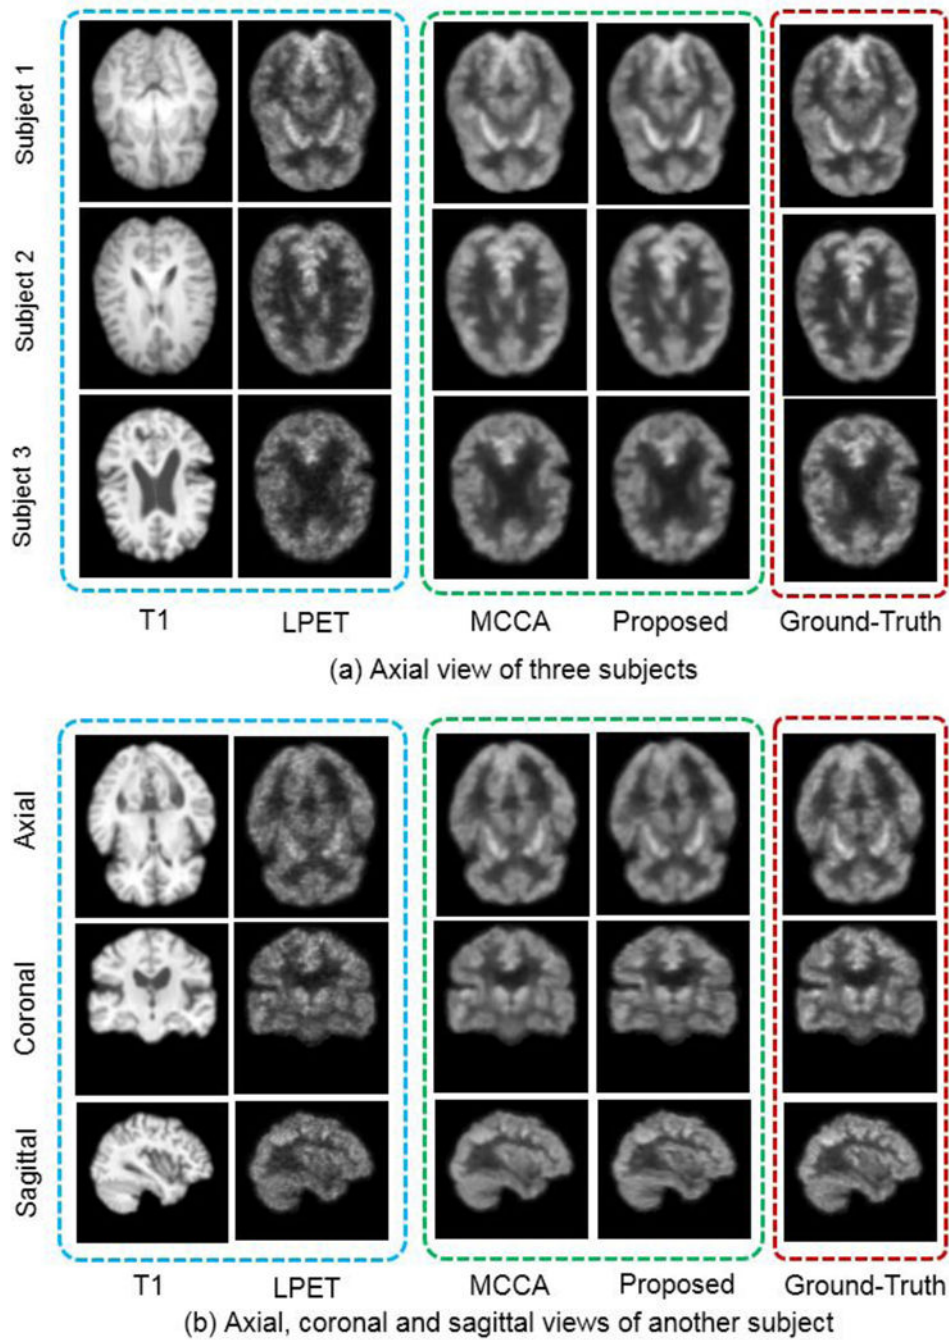 Subject 1
Subject 2
Subject 3
T1 LPET MCCA Proposed Ground-Truth
(a) Axial view of three subjects
Axial
Coronal
Sagittal
T1 LPET MCCA Proposed Ground-Truth
(b) Axial, coronal and sagittal views of another subject